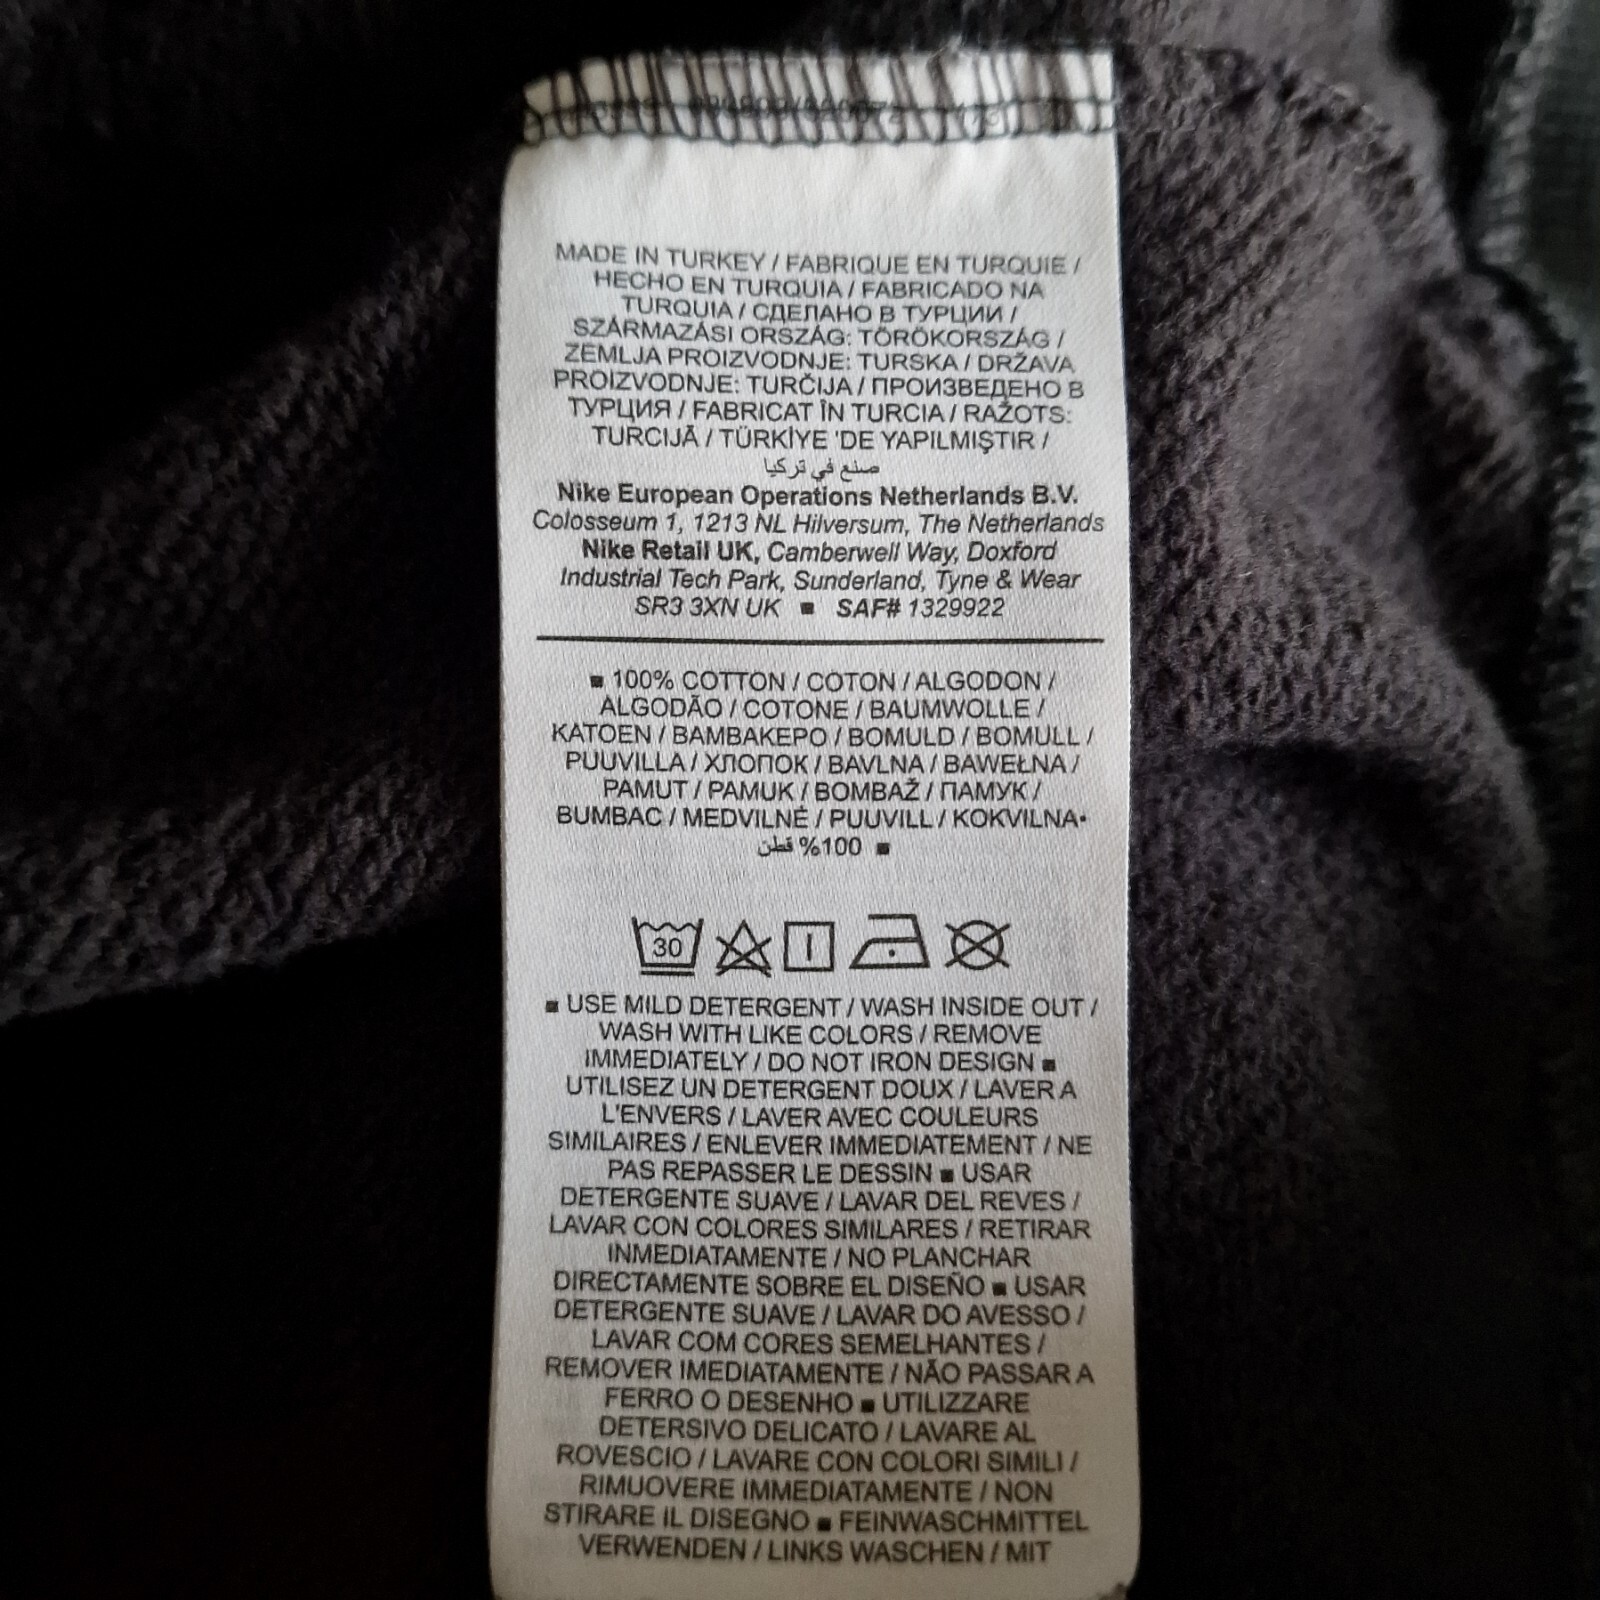 MADE IN TURKEY / FABRIQUE EN TURQUIE /
HECHO EN TURQUIA / FABRICADO NA
TURQUIA / СДЕЛАНО В ТУРЦИИ /
SZÁRMAZÁSI ORSZÁG: TÖRÖKORSZÁG /
ZEMLJA PROIZVODNJE: TURSKA / DRŽAVA
PROIZVODNJE: TURČIJA / ПРОИЗВЕДЕНО В
ТУРЦИЯ / FABRICAT ÎN TURCIA / RAŽOTS:
TURCIJĀ / TÜRKİYE 'DE YAPILMIŞTIR /
صنع في تركيا
Nike European Operations Netherlands B.V.
Colosseum 1, 1213 NL Hilversum, The Netherlands
Nike Retail UK, Camberwell Way, Doxford
Industrial Tech Park, Sunderland, Tyne & Wear
SR3 3XN UK ■ SAF# 1329922
■ 100% COTTON / COTON / ALGODON /
ALGODÃO / COTONE / BAUMWOLLE /
KATOEN / ΒΑΜΒΑΚΕΡΟ / BOMULD / BOMULL /
PUUVILLA / ХЛОПОК / BAVLNA / BAWEŁNA /
PAMUT / PAMUK / BOMBAŽ / ПАМУК /
BUMBAC / MEDVILNĖ / PUUVILL / KOKVILNA•
■ 100% قطن
30
■ USE MILD DETERGENT / WASH INSIDE OUT /
WASH WITH LIKE COLORS / REMOVE
IMMEDIATELY / DO NOT IRON DESIGN ■
UTILISEZ UN DETERGENT DOUX / LAVER A
L'ENVERS / LAVER AVEC COULEURS
SIMILAIRES / ENLEVER IMMEDIATEMENT / NE
PAS REPASSER LE DESSIN ■ USAR
DETERGENTE SUAVE / LAVAR DEL REVES /
LAVAR CON COLORES SIMILARES / RETIRAR
INMEDIATAMENTE / NO PLANCHAR
DIRECTAMENTE SOBRE EL DISEÑO ■ USAR
DETERGENTE SUAVE / LAVAR DO AVESSO /
LAVAR COM CORES SEMELHANTES /
REMOVER IMEDIATAMENTE / NÃO PASSAR A
FERRO O DESENHO ■ UTILIZZARE
DETERSIVO DELICATO / LAVARE AL
ROVESCIO / LAVARE CON COLORI SIMILI /
RIMUOVERE IMMEDIATAMENTE / NON
STIRARE IL DISEGNO ■ FEINWASCHMITTEL
VERWENDEN / LINKS WASCHEN / MIT